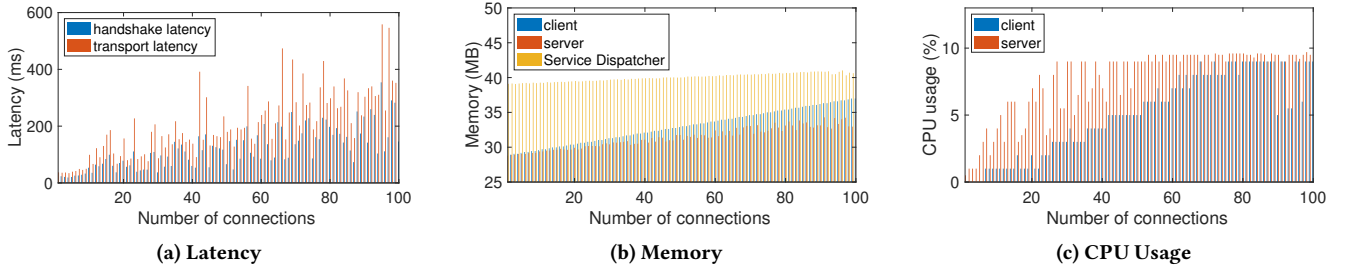 600
400
200
0
Latency (ms)
handshake latency
transport latency
20 40 60 80 100
Number of connections
(a) Latency
50
45
40
35
30
25
Memory (MB)
client
server
Service Dispatcher
20 40 60 80 100
Number of connections
(b) Memory
10
5
0
CPU usage (%)
client
server
20 40 60 80 100
Number of connections
(c) CPU Usage